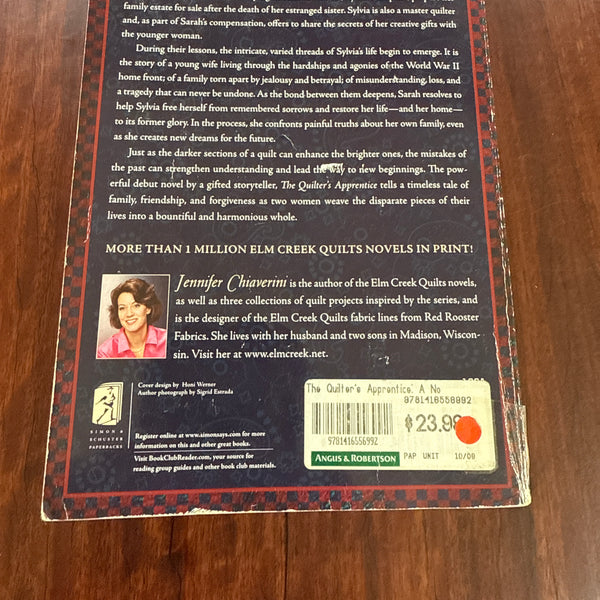 family estate for sale after the death of her estranged sister. Sylvia is also a master quilter
and, as part of Sarah's compensation, offers to share the secrets of her creative gifts with
the younger woman.
During their lessons, the intricate, varied threads of Sylvia's life begin to emerge. It is
the story of a young wife living through the hardships and agonies of the World War II
home front; of a family torn apart by jealousy and betrayal; of misunderstanding, loss, and
a tragedy that can never be undone. As the bond between them deepens, Sarah resolves to
help Sylvia free herself from remembered sorrows and restore her life—and her home—
to its former glory. In the process, she confronts painful truths about her own family, even
as she creates new dreams for the future.
Just as the darker sections of a quilt can enhance the brighter ones, the mistakes of
the past can strengthen understanding and lead the way to new beginnings. The pow-
erful debut novel by a gifted storyteller, The Quilter's Apprentice tells a timeless tale of
family, friendship, and forgiveness as two women weave the disparate pieces of their
lives into a bountiful and harmonious whole.
MORE THAN 1 MILLION ELM CREEK QUILTS NOVELS IN PRINT!
Jennifer Chiaverini is the author of the Elm Creek Quilts novels,
as well as three collections of quilt projects inspired by the series, and
is the designer of the Elm Creek Quilts fabric lines from Red Rooster
Fabrics. She lives with her husband and two sons in Madison, Wiscon-
sin. Visit her at www.elmcreek.net.
Cover design by Honi Werner
Author photograph by Sigrid Estrada
SIMON &
SCHUSTER
PAPERBACKS
Register online at www.simonsays.com for more
information on this and other great books.
Visit BookClubReader.com, your source for
reading group guides and other book club materials.
The Quilter's Apprentice: A No
9781416556992
$23.99
9781416556992
ANGUS & ROBERTSON
PAP UNIT 10/09